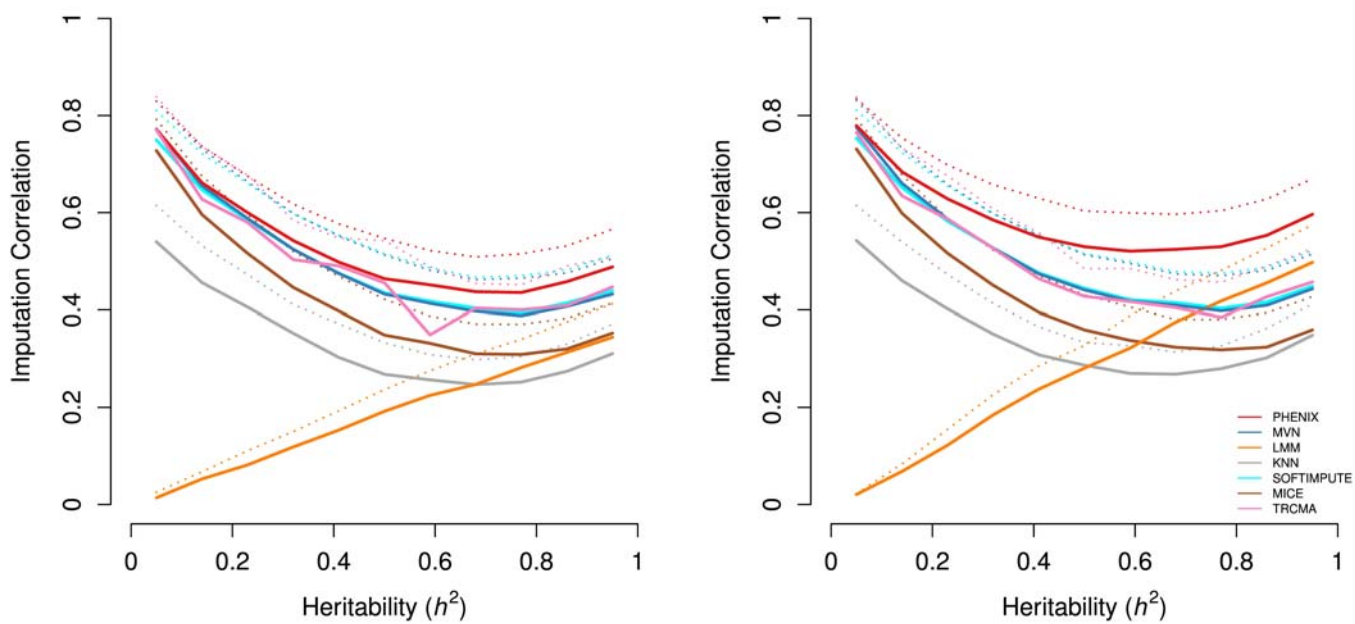 1
0.8
0.6
0.4
0.2
0
Imputation Correlation
0 0.2 0.4 0.6 0.8 1
Heritability (h²)
1
0.8
0.6
0.4
0.2
0
Imputation Correlation
PHENIX
MVN
LMM
KNN
SOFTIMPUTE
MICE
TRCMA
0 0.2 0.4 0.6 0.8 1
Heritability (h²)